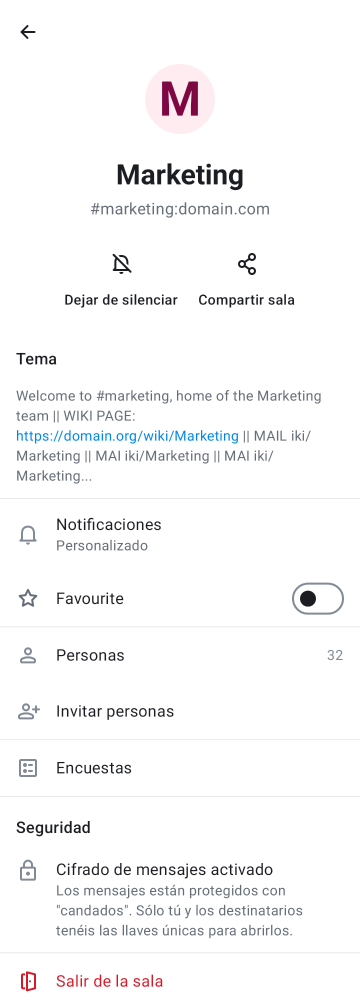 M
Marketing
#marketing:domain.com
Dejar de silenciar
Compartir sala
Tema
Welcome to #marketing, home of the Marketing
team || WIKI PAGE:
https://domain.org/wiki/Marketing || MAIL iki/
Marketing || MAI iki/Marketing || MAI iki/
Marketing...
Notificaciones
Personalizado
Favourite
Personas 32
Invitar personas
Encuestas
Seguridad
Cifrado de mensajes activado
Los mensajes están protegidos con
"candados". Sólo tú y los destinatarios
tenéis las llaves únicas para abrirlos.
Salir de la sala